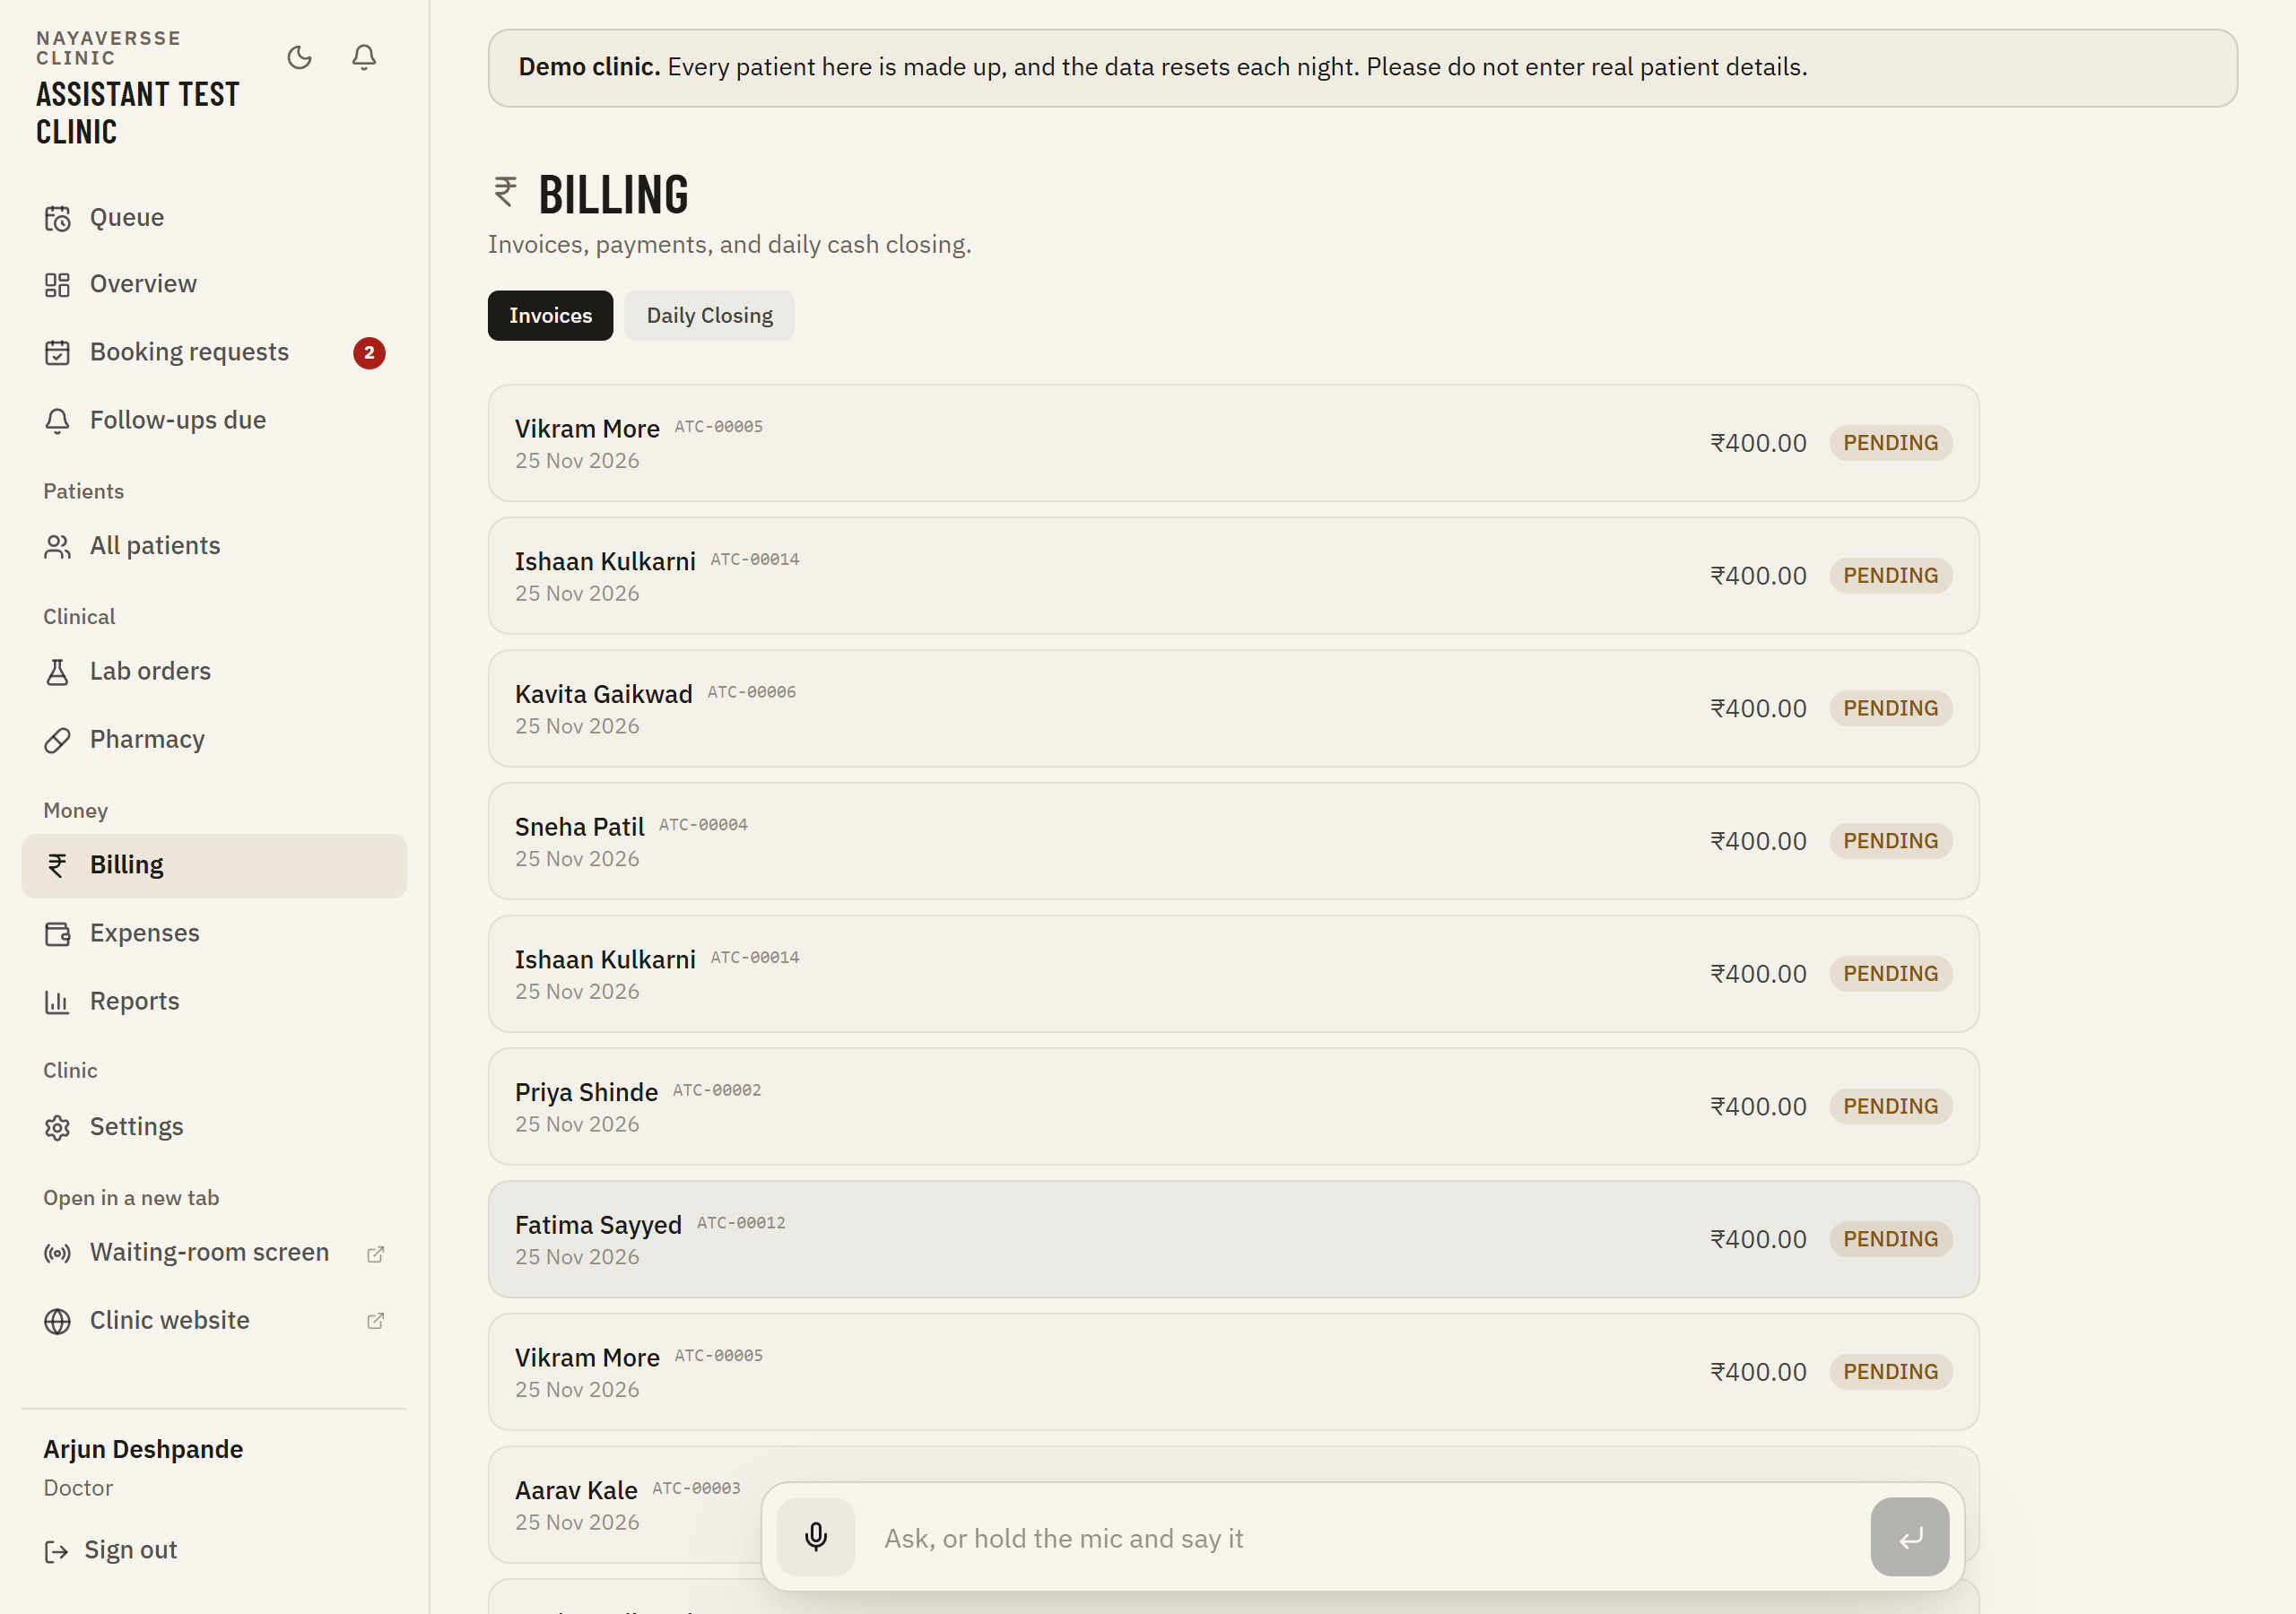 NAYAVERSSE
CLINIC
ASSISTANT TEST
CLINIC
Queue
Overview
Booking requests 2
Follow-ups due
Patients
All patients
Clinical
Lab orders
Pharmacy
Money
Billing
Expenses
Reports
Clinic
Settings
Open in a new tab
Waiting-room screen
Clinic website
Arjun Deshpande
Doctor
Sign out
Demo clinic. Every patient here is made up, and the data resets each night. Please do not enter real patient details.
₹ BILLING
Invoices, payments, and daily cash closing.
Invoices Daily Closing
Vikram More ATC-00005
25 Nov 2026
₹400.00 PENDING
Ishaan Kulkarni ATC-00014
25 Nov 2026
₹400.00 PENDING
Kavita Gaikwad ATC-00006
25 Nov 2026
₹400.00 PENDING
Sneha Patil ATC-00004
25 Nov 2026
₹400.00 PENDING
Ishaan Kulkarni ATC-00014
25 Nov 2026
₹400.00 PENDING
Priya Shinde ATC-00002
25 Nov 2026
₹400.00 PENDING
Fatima Sayyed ATC-00012
25 Nov 2026
₹400.00 PENDING
Vikram More ATC-00005
25 Nov 2026
₹400.00 PENDING
Aarav Kale ATC-00003
25 Nov 2026
Ask, or hold the mic and say it